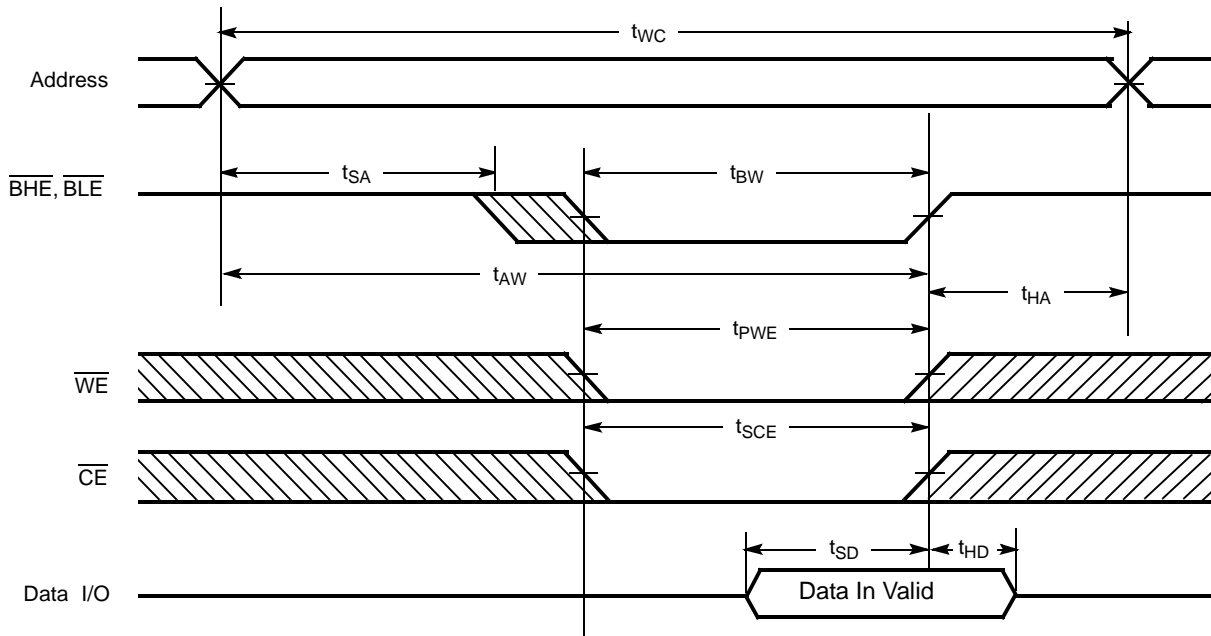 tWC
Address
BHE, BLE
tSA
tBW
tAW
tHA
tPWE
WE
tSCE
CE
tSD
tHD
Data I/O
Data In Valid